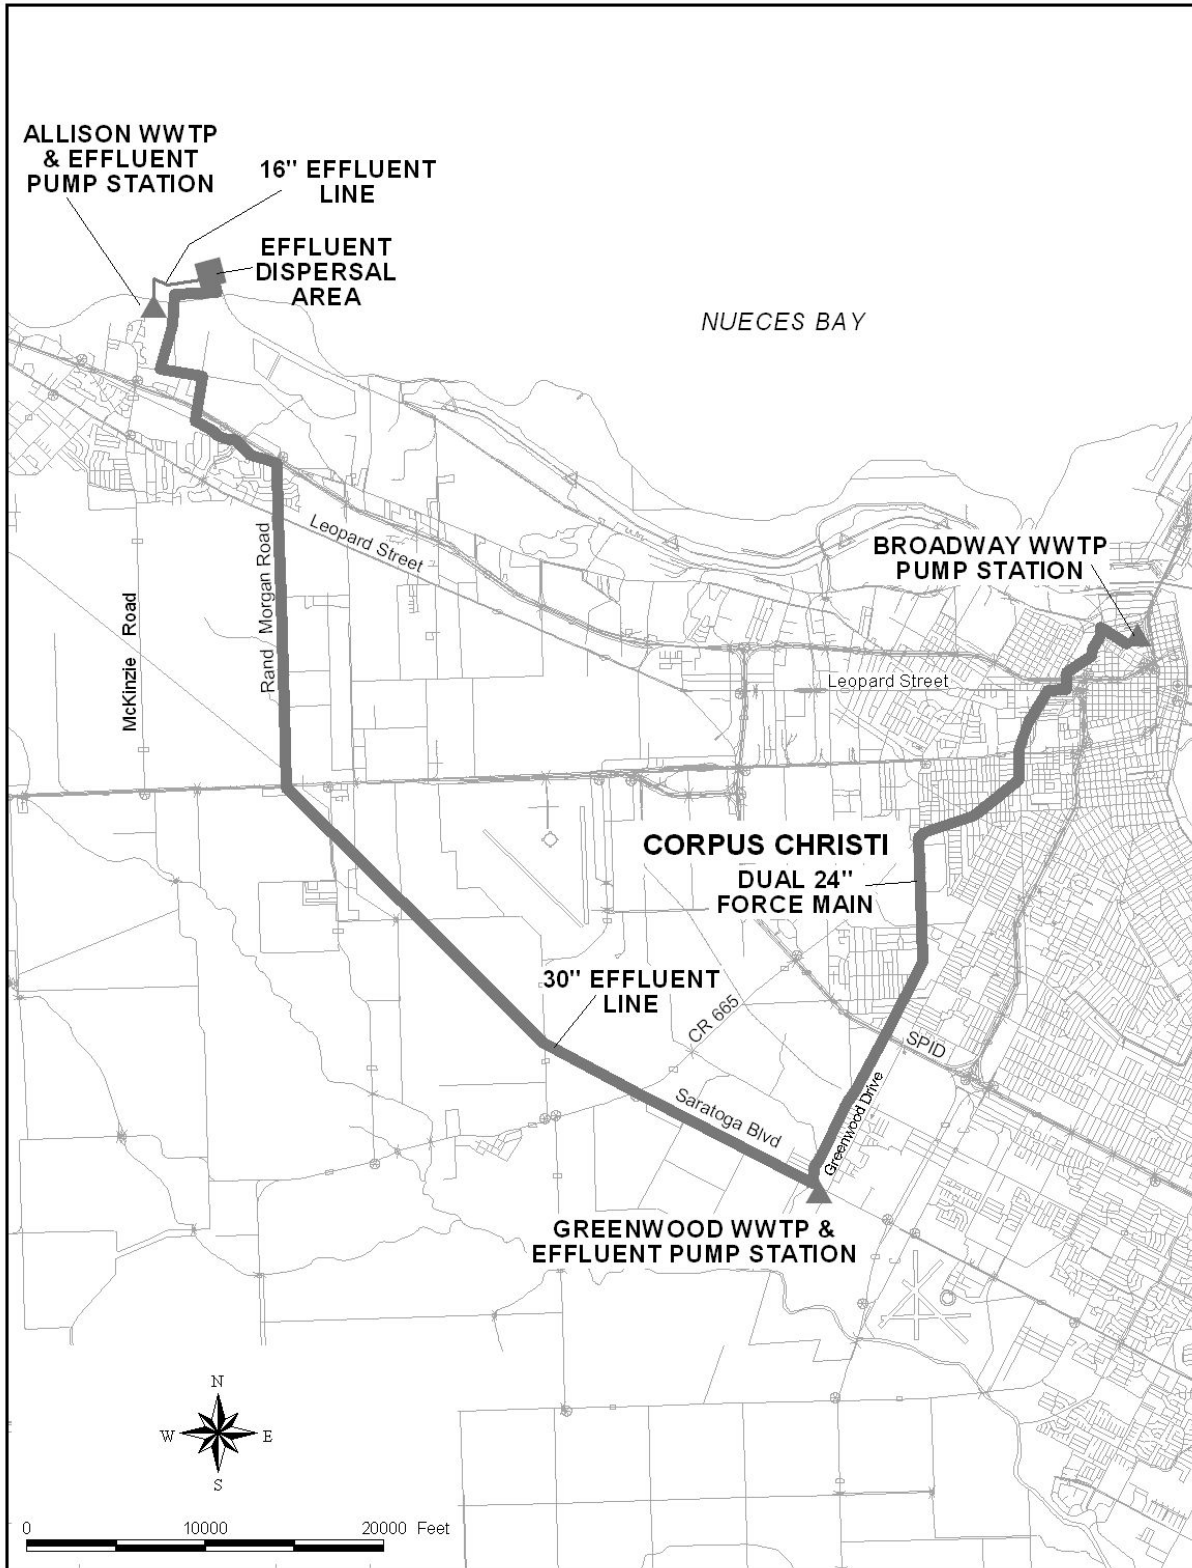 ALLISON WWTP
& EFFLUENT
PUMP STATION
16" EFFLUENT
LINE
EFFLUENT
DISPERSAL
AREA
NUECES BAY
Leopard Street
Rand Morgan Road
McKinzie Road
BROADWAY WWTP
PUMP STATION
Leopard Street
CORPUS CHRISTI
DUAL 24"
FORCE MAIN
30" EFFLUENT
LINE
CR 665
SPID
Saratoga Blvd
Greenwood Drive
GREENWOOD WWTP &
EFFLUENT PUMP STATION
N
W E
S
0 10000 20000 Feet